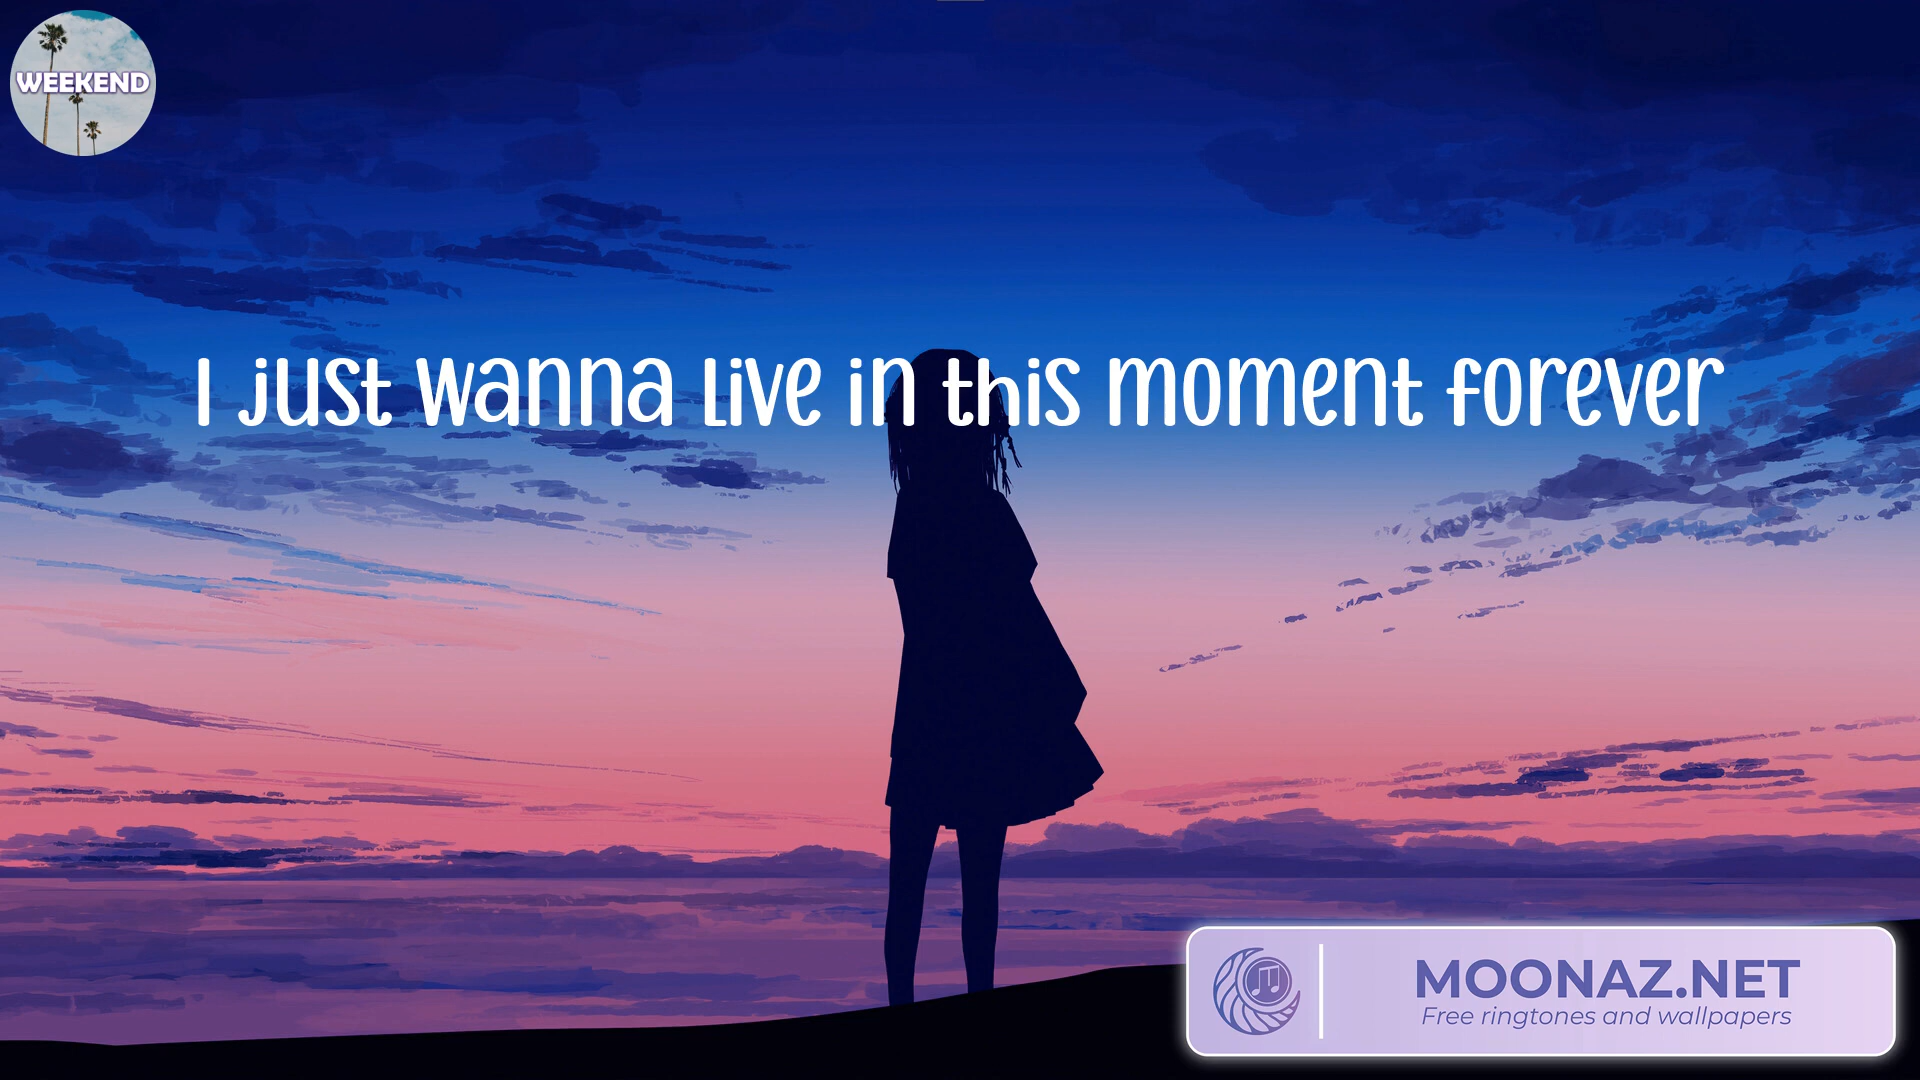 WEEKEND
I just wanna live in this moment forever
MOONAZ.NET
Free ringtones and wallpapers